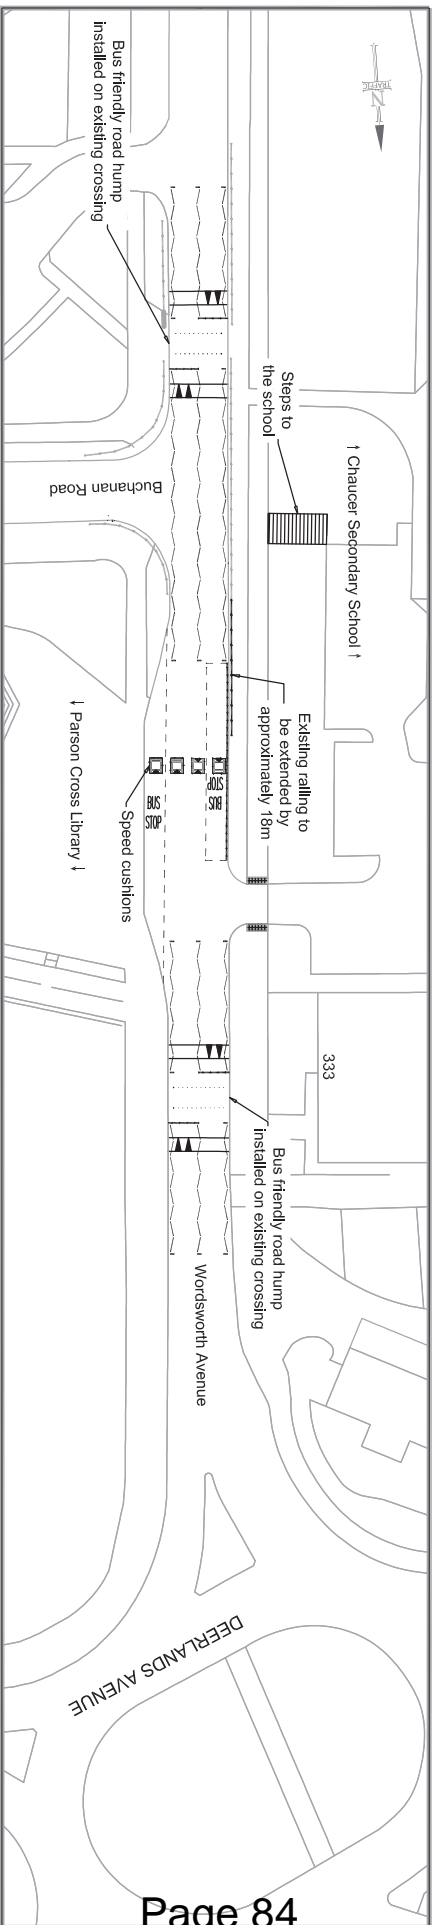 Bus friendly road hump
installed on existing crossing
TRAFFIC
N
Steps to
the school
↑ Chaucer Secondary School ↑
Buchanan Road
Existing railing to
be extended by
approximately 18m
BUS
STOP
BUS
STOP
Speed cushions
↓ Parson Cross Library ↓
333
Bus friendly road hump
installed on existing crossing
Wordsworth Avenue
DEERLANDS AVENUE
Page 84